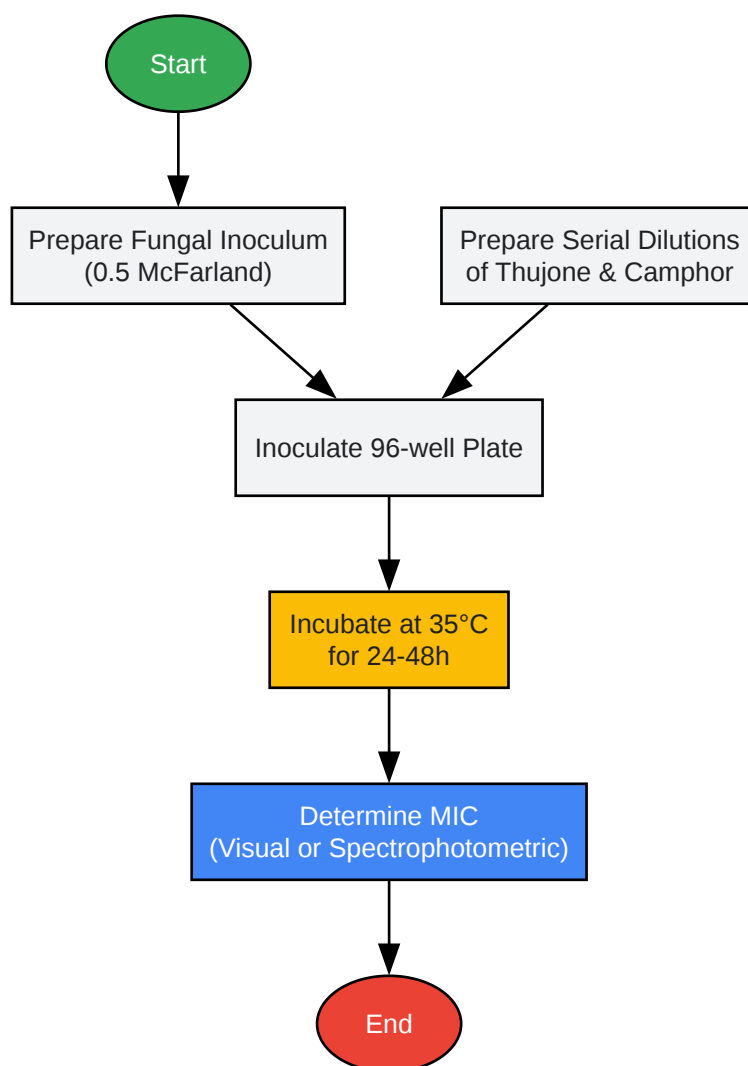 Start
Prepare Fungal Inoculum
(0.5 McFarland)
Prepare Serial Dilutions
of Thujone & Camphor
Inoculate 96-well Plate
Incubate at 35°C
for 24-48h
Determine MIC
(Visual or Spectrophotometric)
End